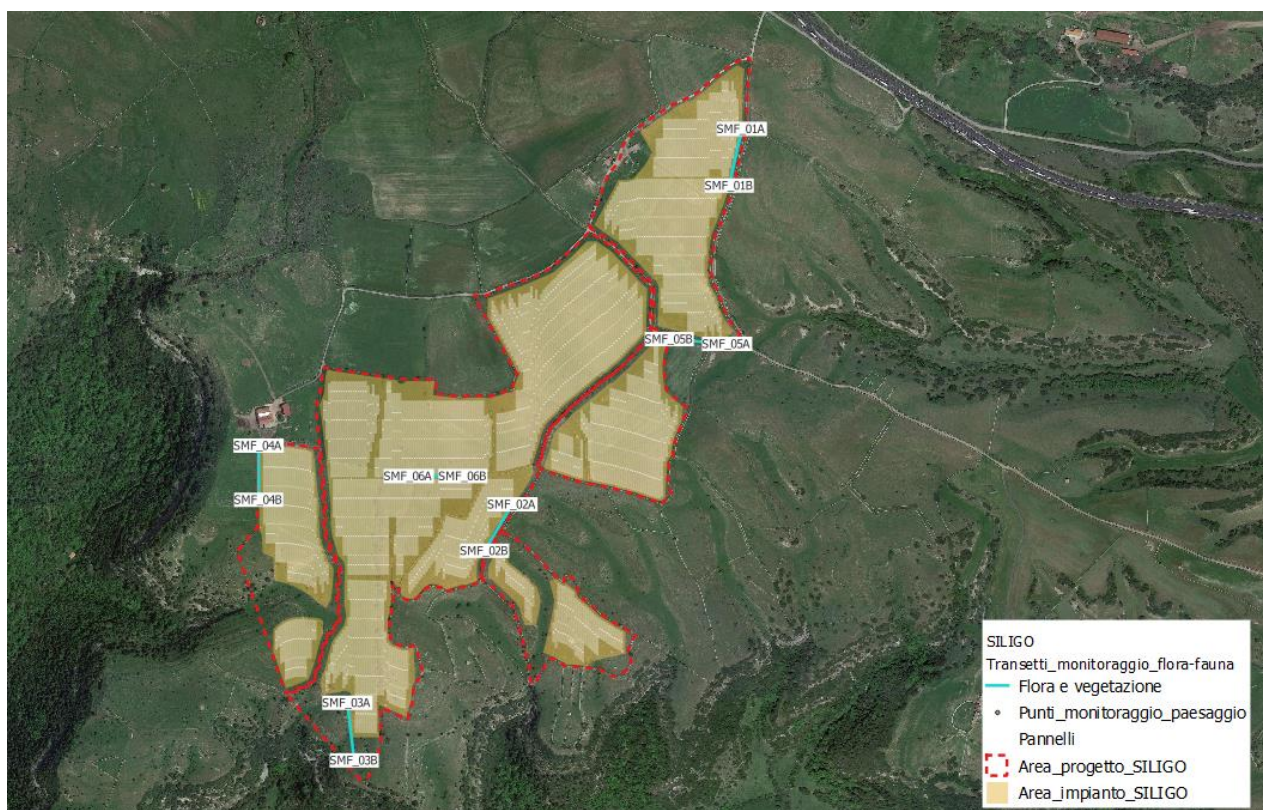 SMF_01A
SMF_01B
SMF_05B
SMF_05A
SMF_04A
SMF_06A
SMF_06B
SMF_04B
SMF_02A
SMF_02B
SMF_03A
SMF_03B
SILIGO
Transetti_monitoraggio_flora-fauna
Flora e vegetazione
Punti_monitoraggio_paesaggio
Pannelli
Area_progetto_SILIGO
Area_impianto_SILIGO